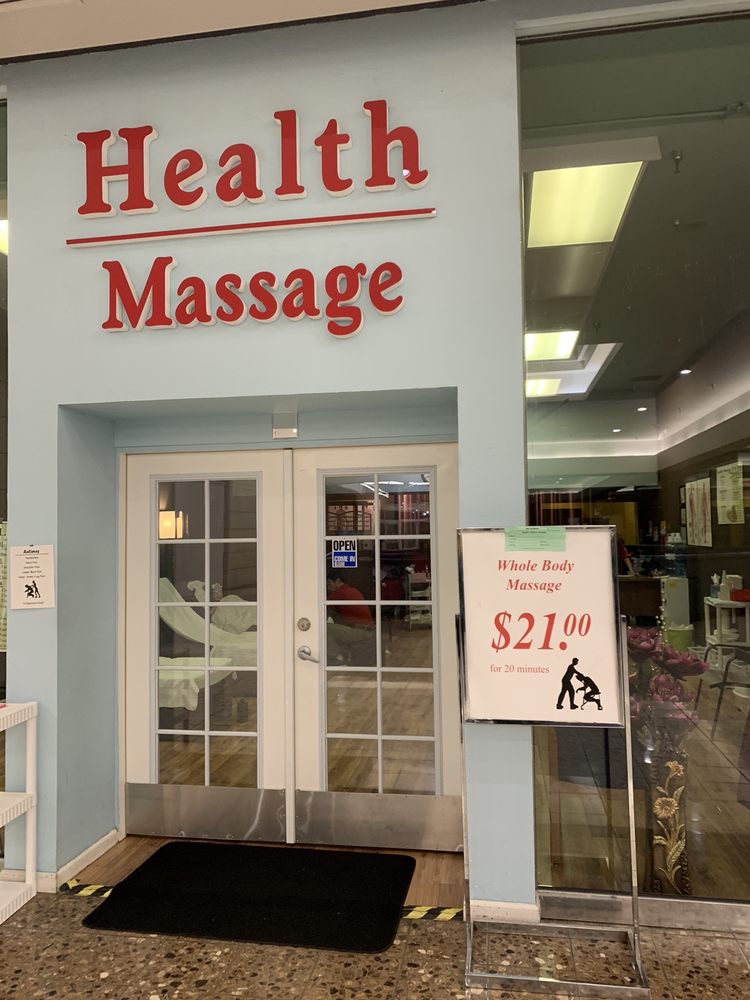 Health
Massage
OPEN
COME IN
Whole Body
Massage
$21.00
for 20 minutes